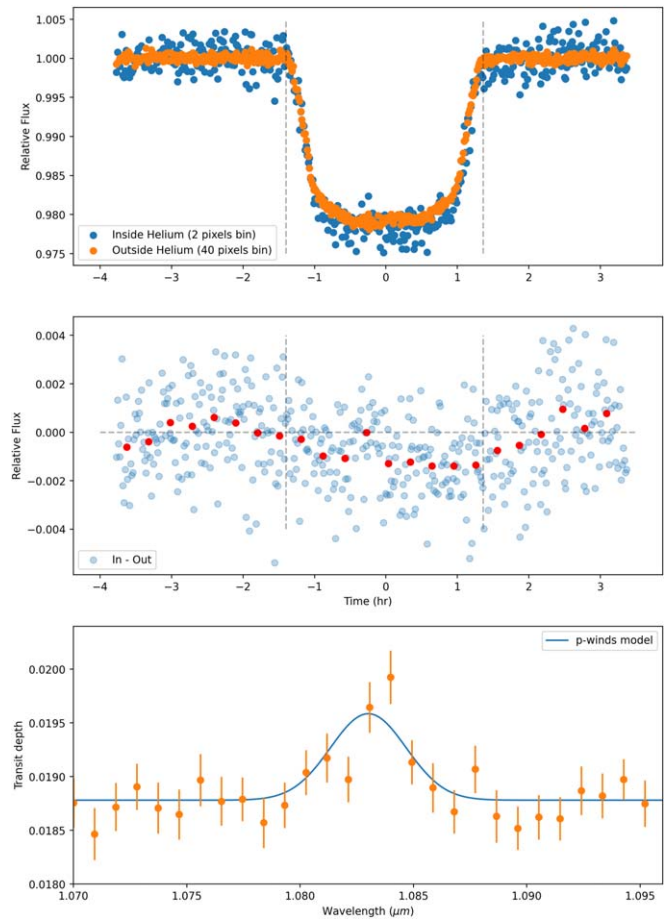 1.005
1.000
0.995
0.990
0.985
0.980
0.975
Relative Flux
Inside Helium (2 pixels bin)
Outside Helium (40 pixels bin)
−4 −3 −2 −1 0 1 2 3
0.004
0.002
0.000
−0.002
−0.004
Relative Flux
In - Out
−4 −3 −2 −1 0 1 2 3
Time (hr)
p-winds model
0.0200
0.0195
0.0190
0.0185
0.0180
Transit depth
1.070 1.075 1.080 1.085 1.090 1.095
Wavelength (μm)